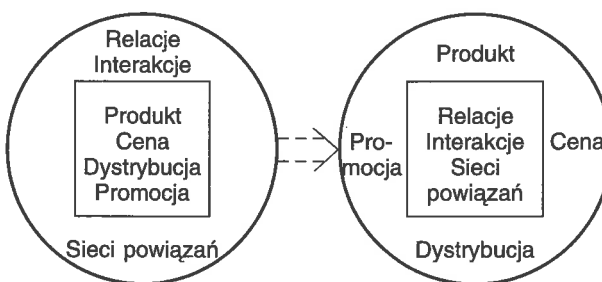 Relacje
Interakcje
Produkt
Cena
Dystrybucja
Promocja
Sieci powiązań
Produkt
Pro-
mocja
Relacje
Interakcje
Sieci
powiązań
Cena
Dystrybucja